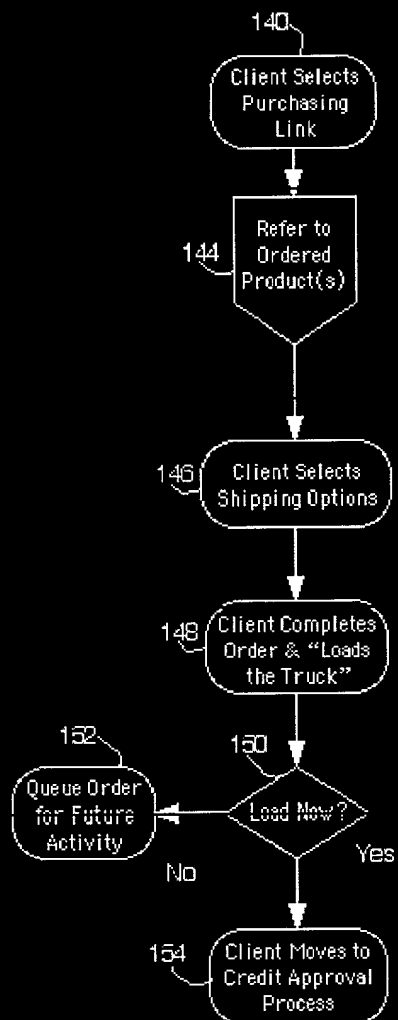 140
Client Selects
Purchasing
Link
144
Refer to
Ordered
Product(s)
146
Client Selects
Shipping Options
148
Client Completes
Order & “Loads
the Truck”
152
150
Queue Order
for Future
Activity
Load Now?
No
Yes
154
Client Moves to
Credit Approval
Process